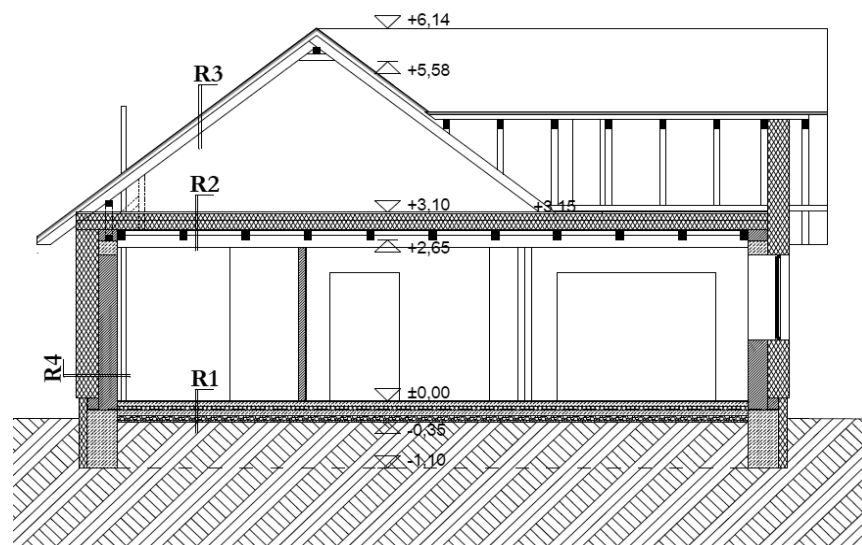 +6,14
+5,58
R3
R2
+3,10
+3,15
+2,65
R4
R1
±0,00
-0,35
-1,10